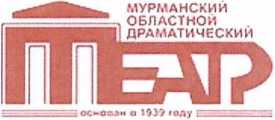 МУРМАНСКИЙ
ОБЛАСТНОЙ
ДРАМАТИЧЕСКИЙ
ТЕАТР
основан в 1939 году